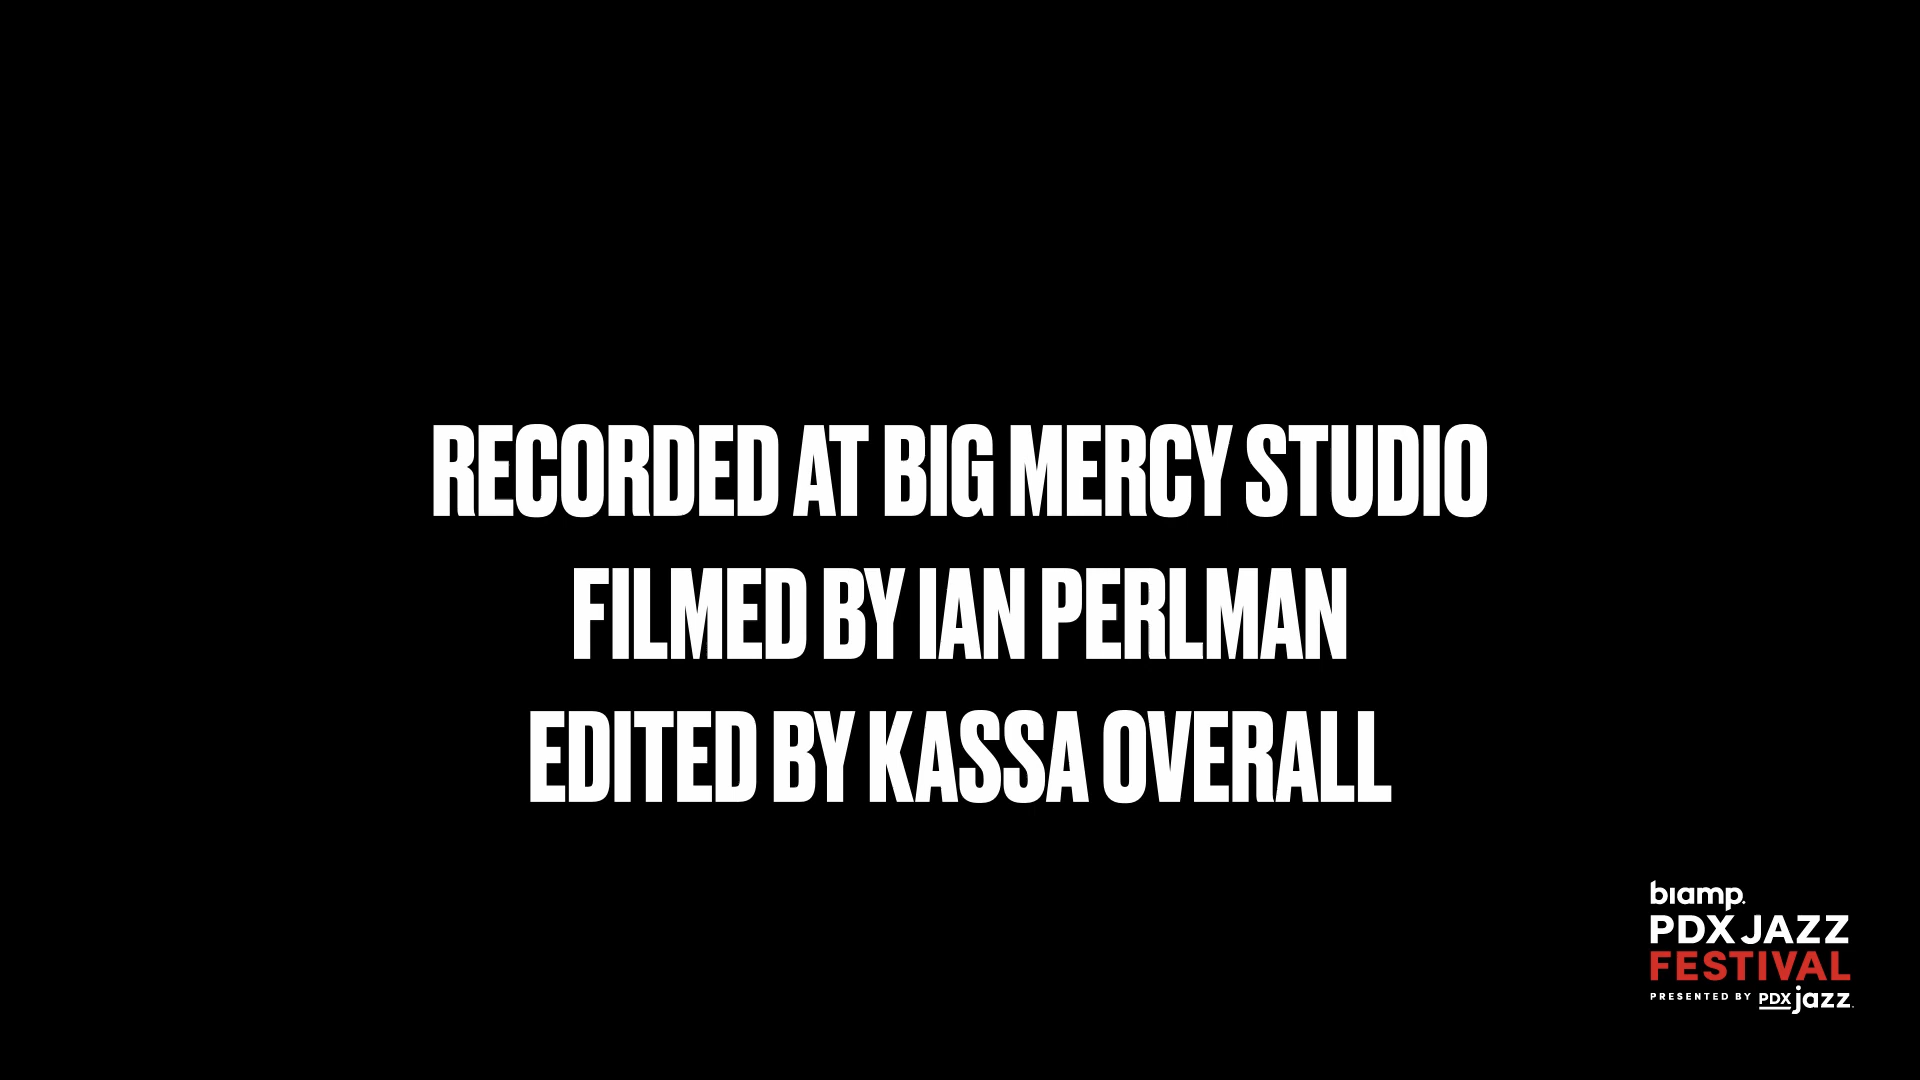 RECORDED AT BIG MERCY STUDIO
FILMED BY IAN PERLMAN
EDITED BY KASSA OVERALL
biamp.
PDX JAZZ
FESTIVAL
PRESENTED BY PDX jazz.